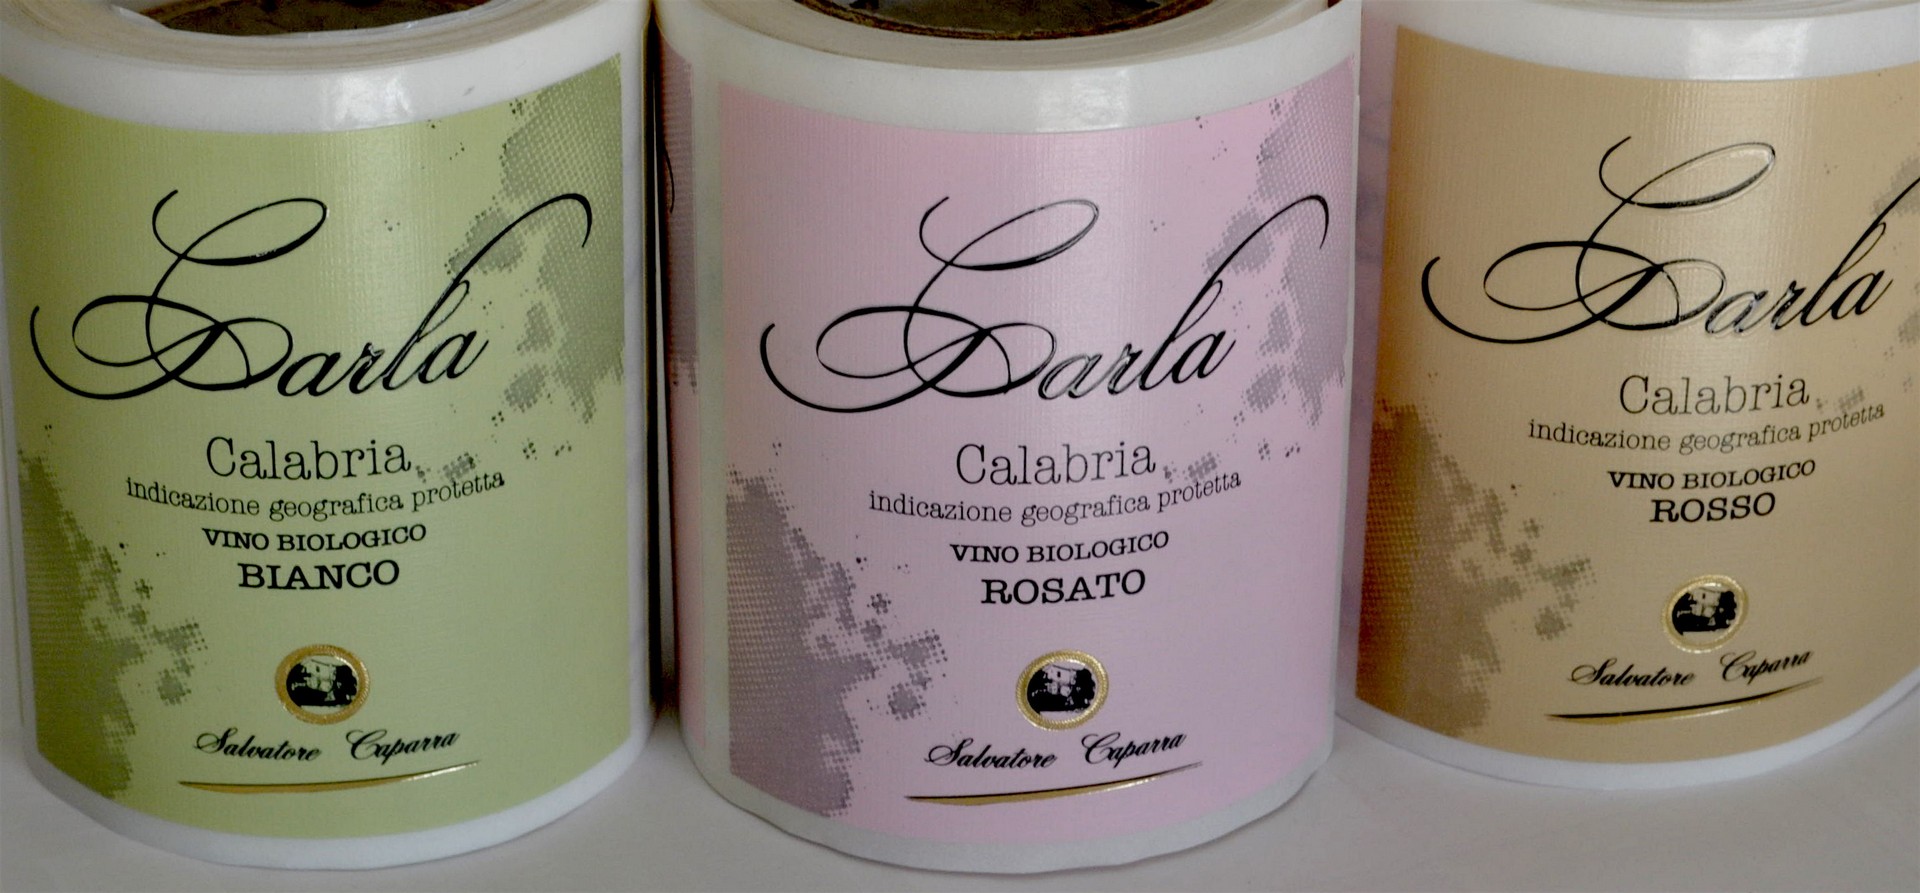 Carla
Calabria
indicazione geografica protetta
VINO BIOLOGICO
BIANCO
Salvatore Caparra
Carla
Calabria
indicazione geografica protetta
VINO BIOLOGICO
ROSATO
Salvatore Caparra
Carla
Calabria
indicazione geografica protetta
VINO BIOLOGICO
ROSSO
Salvatore Caparra